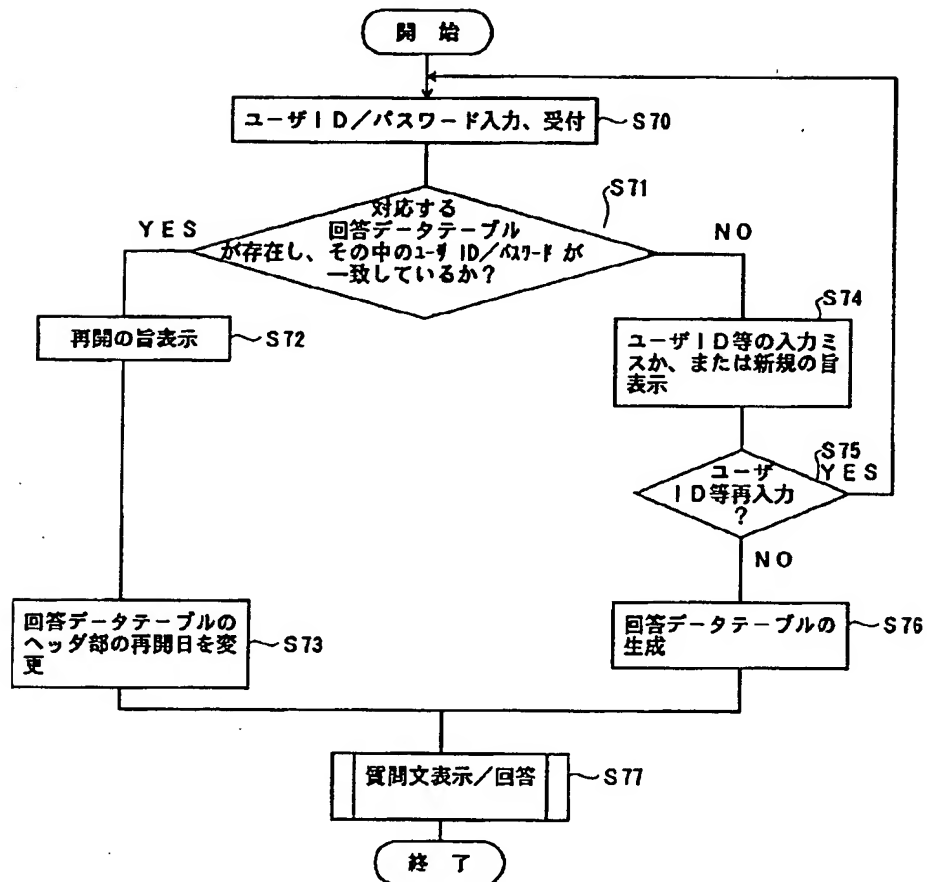 開 始
ユーザID/パスワード入力、受付
S70
S71
対応する
回答データテーブル
が存在し、その中のユーザ ID/パスワード が
一致しているか?
YES
NO
再開の旨表示
S72
S74
ユーザID等の入力ミ
スか、または新規の旨
表示
S75
ユーザ
ID等再入力
?
YES
NO
回答データテーブルの
ヘッダ部の再開日を変
更
S73
回答データテーブルの
生成
S76
質問文表示/回答
S77
終 了